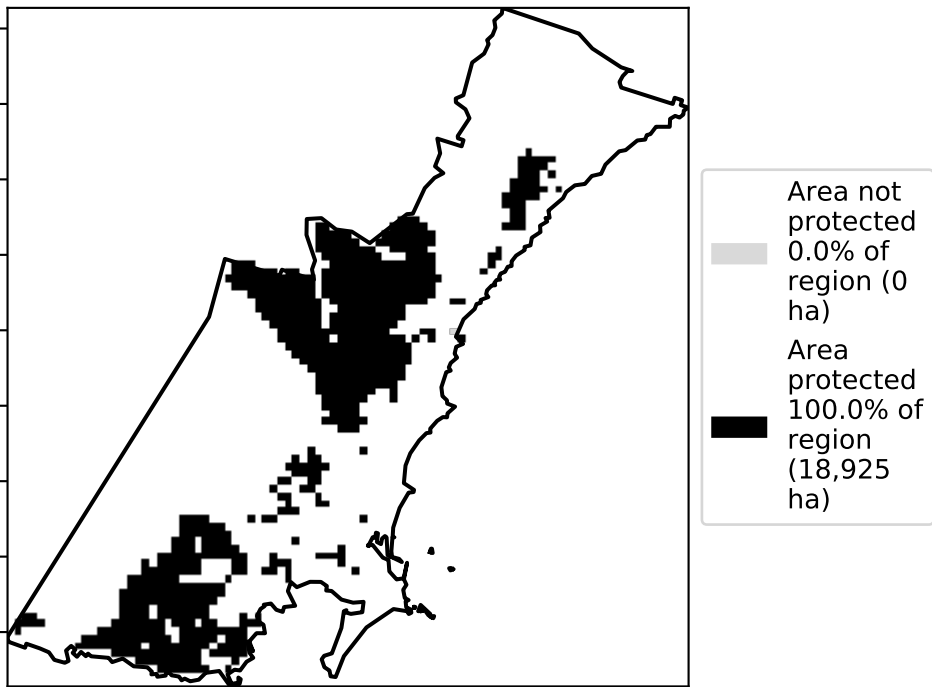 Area not
protected
0.0% of
region (0
ha)
Area
protected
100.0% of
region
(18,925
ha)